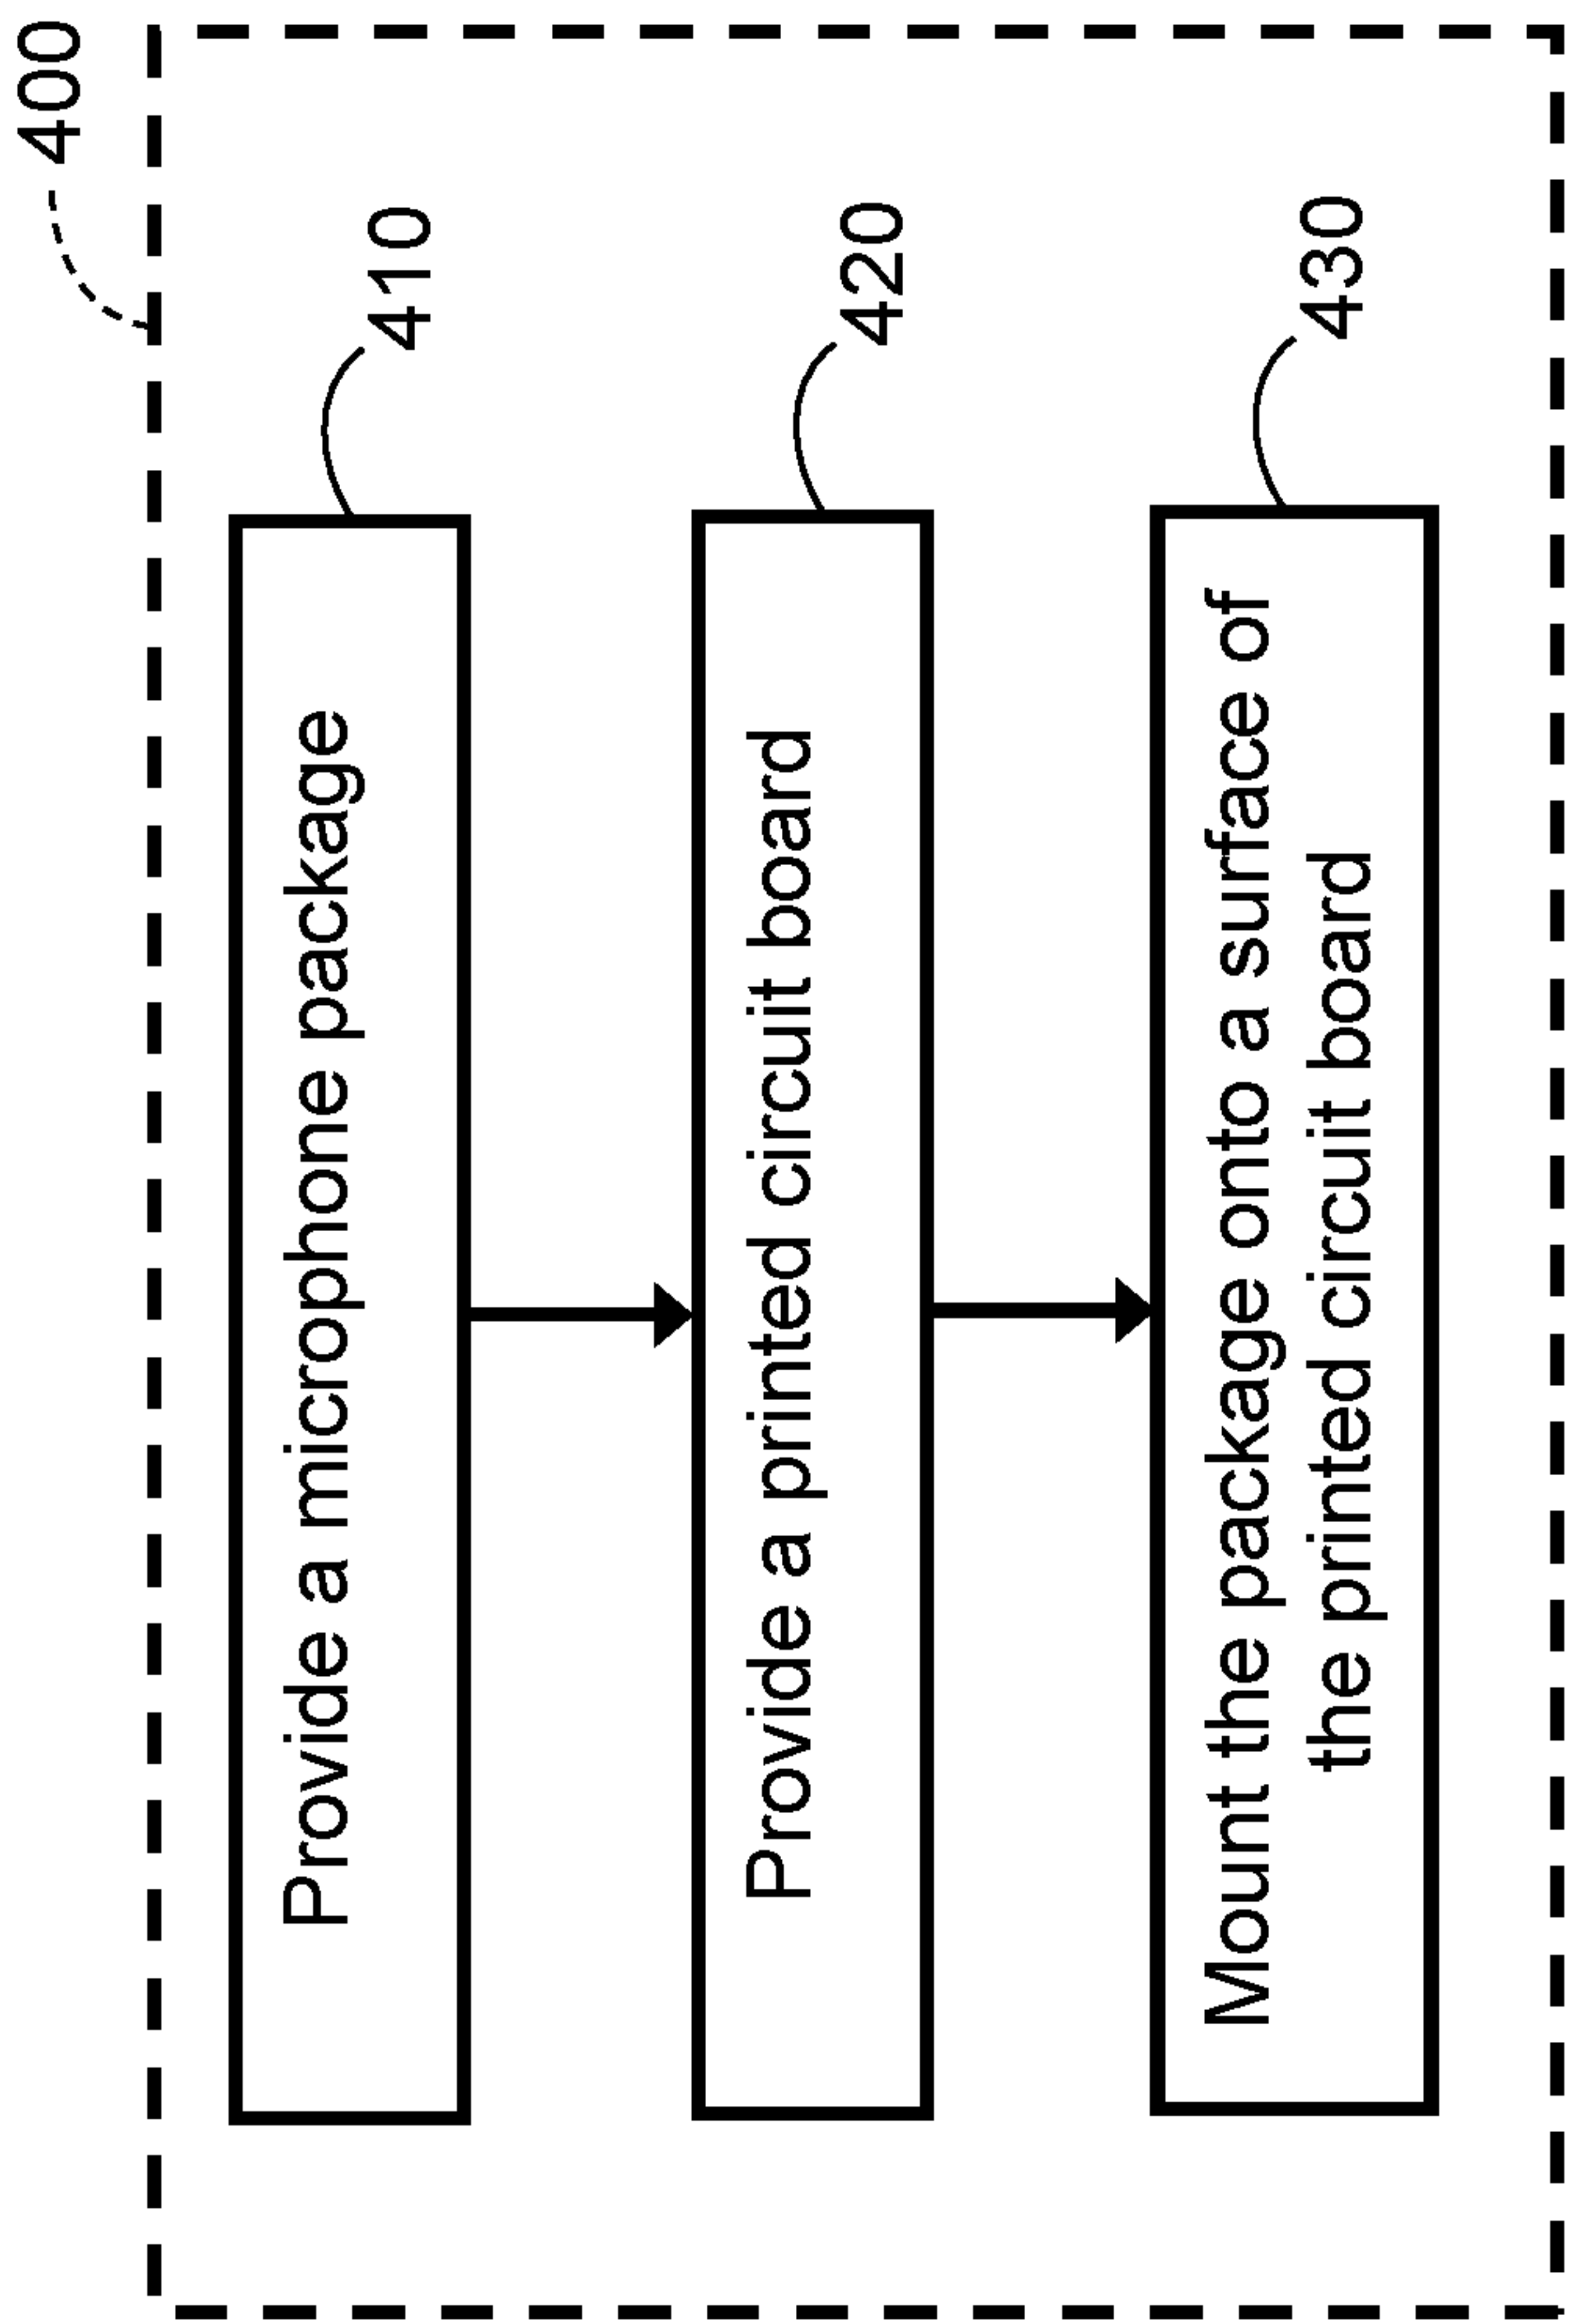 400
Provide a microphone package
410
Provide a printed circuit board
420
Mount the package onto a surface of
the printed circuit board
430